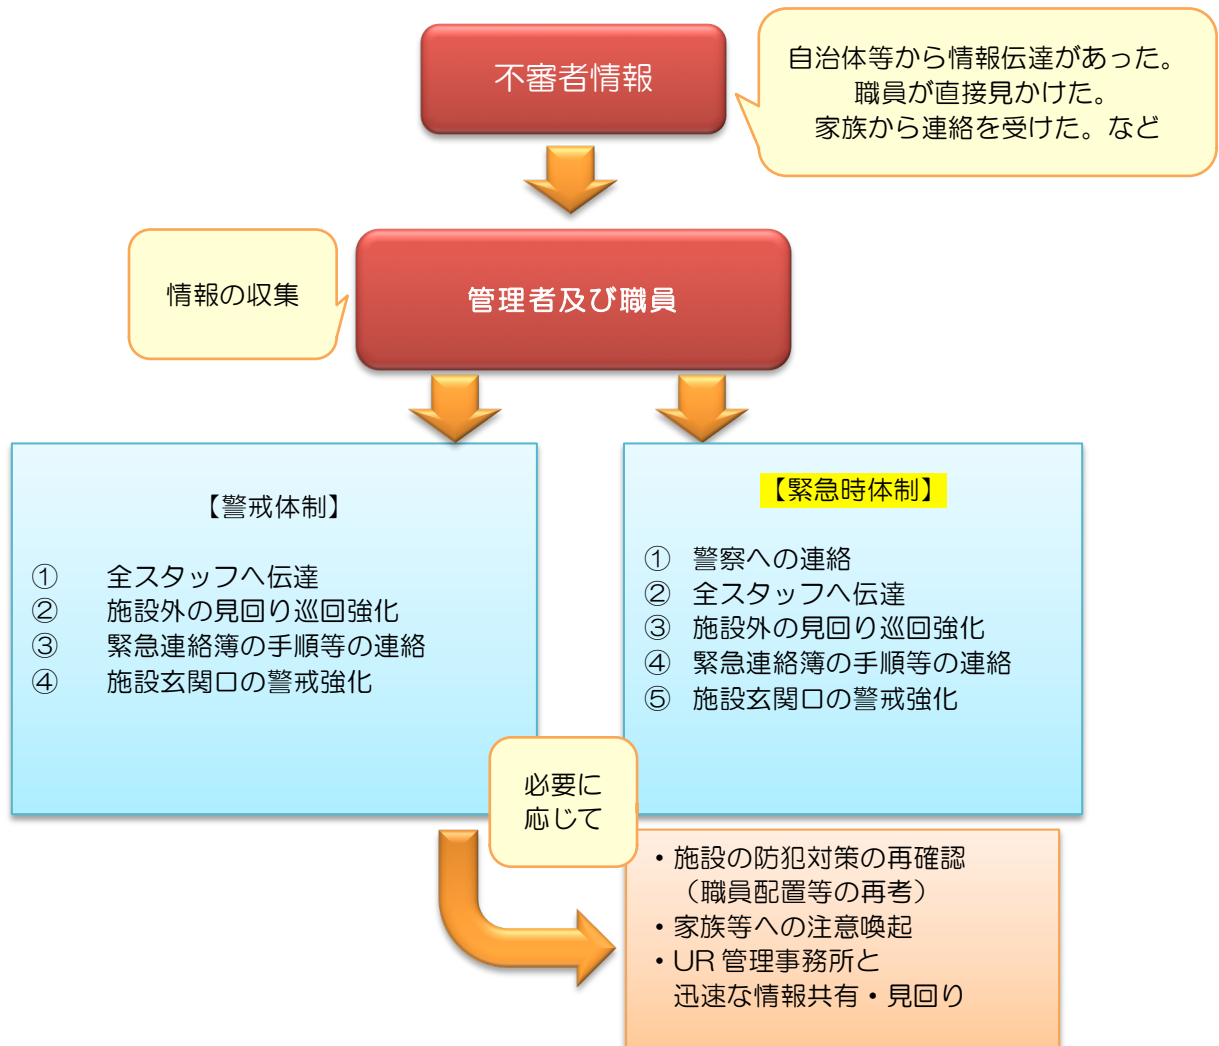 不審者情報
自治体等から情報伝達があった。
職員が直接見かけた。
家族から連絡を受けた。など
情報の収集
管理者及び職員
【警戒体制】
① 全スタッフへ伝達
② 施設外の見回り巡回強化
③ 緊急連絡簿の手順等の連絡
④ 施設玄関口の警戒強化
【緊急時体制】
① 警察への連絡
② 全スタッフへ伝達
③ 施設外の見回り巡回強化
④ 緊急連絡簿の手順等の連絡
⑤ 施設玄関口の警戒強化
必要に
応じて
・施設の防犯対策の再確認
（職員配置等の再考）
・家族等への注意喚起
・UR 管理事務所と
迅速な情報共有・見回り